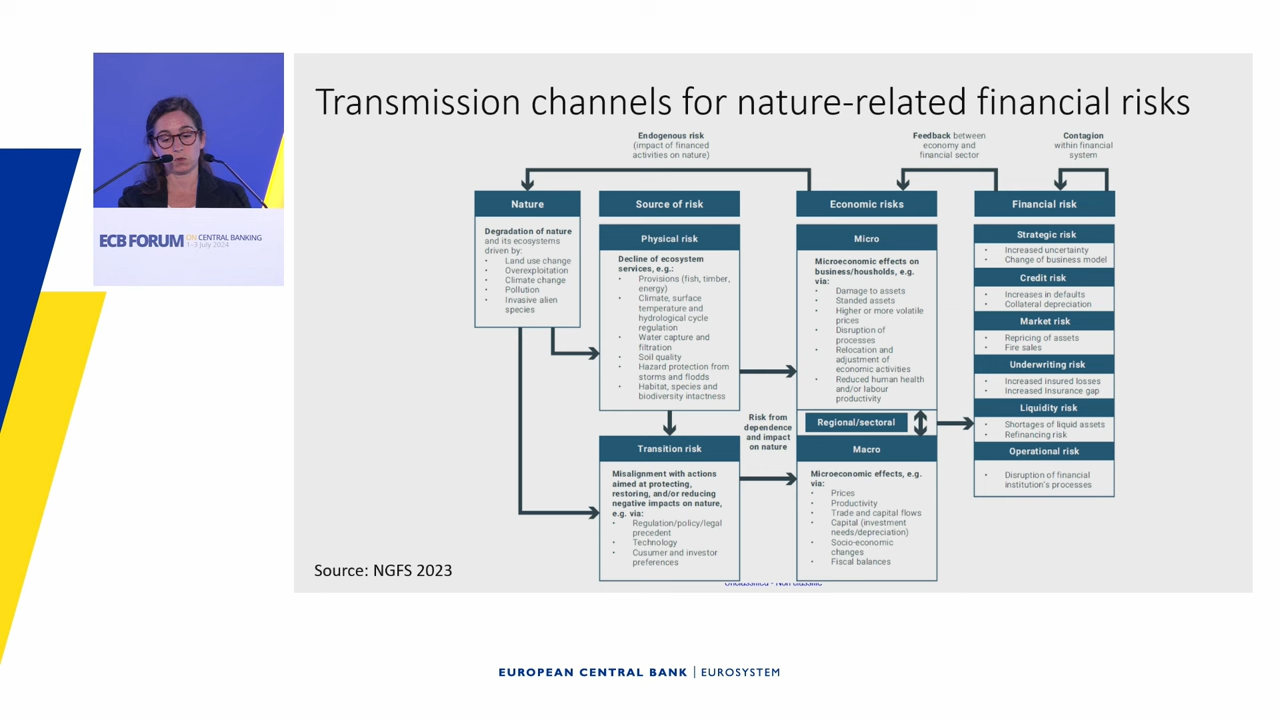 ECB FORUM ON CENTRAL BANKING
1-3 July 2024
Transmission channels for nature-related financial risks
Endogenous risk
(impact of financed
activities on nature)
Feedback between
economy and
financial sector
Contagion
within financial
system
Nature
Degradation of nature
and its ecosystems
driven by:
• Land use change
• Overexploitation
• Climate change
• Pollution
• Invasive alien
species
Source of risk
Physical risk
Decline of ecosystem
services, e.g.:
• Provisions (fish, timber,
energy)
• Climate, surface
temperature and
hydrological cycle
regulation
• Water capture and
filtration
• Soil quality
• Hazard protection from
storms and flodds
• Habitat, species and
biodiversity intactness
Transition risk
Misalignment with actions
aimed at protecting,
restoring, and/or reducing
negative impacts on nature,
e.g. via:
• Regulation/policy/legal
precedent
• Technology
• Cusumer and investor
preferences
Risk from
dependence
and impact
on nature
Economic risks
Micro
Microeconomic effects on
business/housholds, e.g.
via:
• Damage to assets
• Standed assets
• Higher or more volatile
prices
• Disruption of
processes
• Relocation and
adjustment of
economic activities
• Reduced human health
and/or labour
productivity
Regional/sectoral
Macro
Microeconomic effects, e.g.
via:
• Prices
• Productivity
• Trade and capital flows
• Capital (investment
needs/depreciation)
• Socio-economic
changes
• Fiscal balances
Financial risk
Strategic risk
• Increased uncertainty
• Change of business model
Credit risk
• Increases in defaults
• Collateral depreciation
Market risk
• Repricing of assets
• Fire sales
Underwriting risk
• Increased insured losses
• Increased Insurance gap
Liquidity risk
• Shortages of liquid assets
• Refinancing risk
Operational risk
• Disruption of financial
institution's processes
Source: NGFS 2023
EUROPEAN CENTRAL BANK | EUROSYSTEM